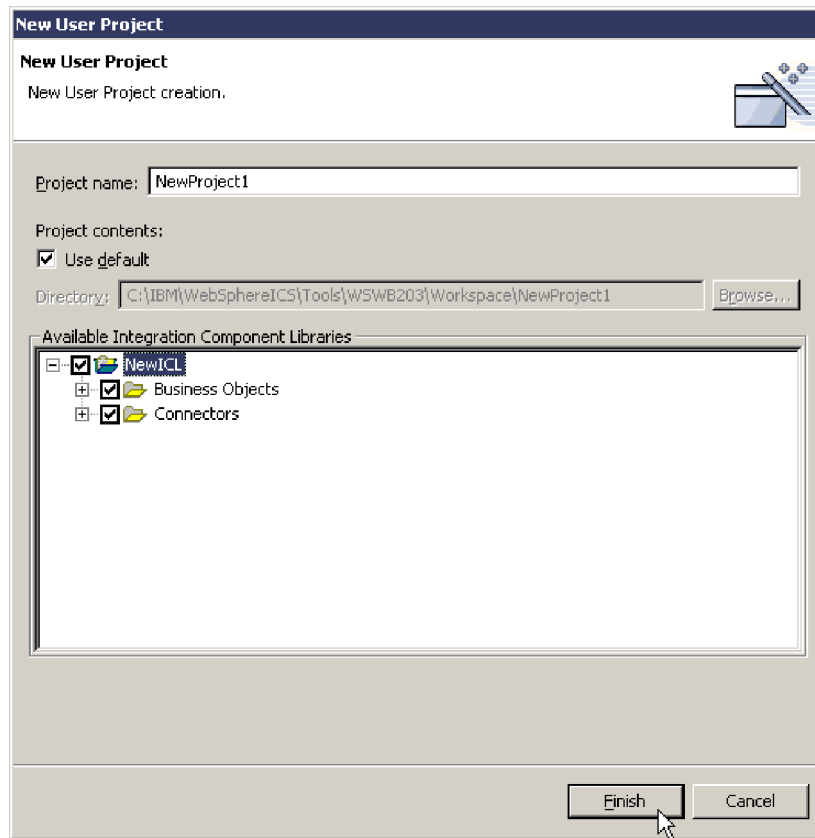 New User Project
New User Project
New User Project creation.
Project name: NewProject1
Project contents:
Use default
Directory: C:\IBM\WebSphereICS\Tools\WSWB203\Workspace\NewProject1 Browse...
Available Integration Component Libraries
NewICL
Business Objects
Connectors
Finish Cancel